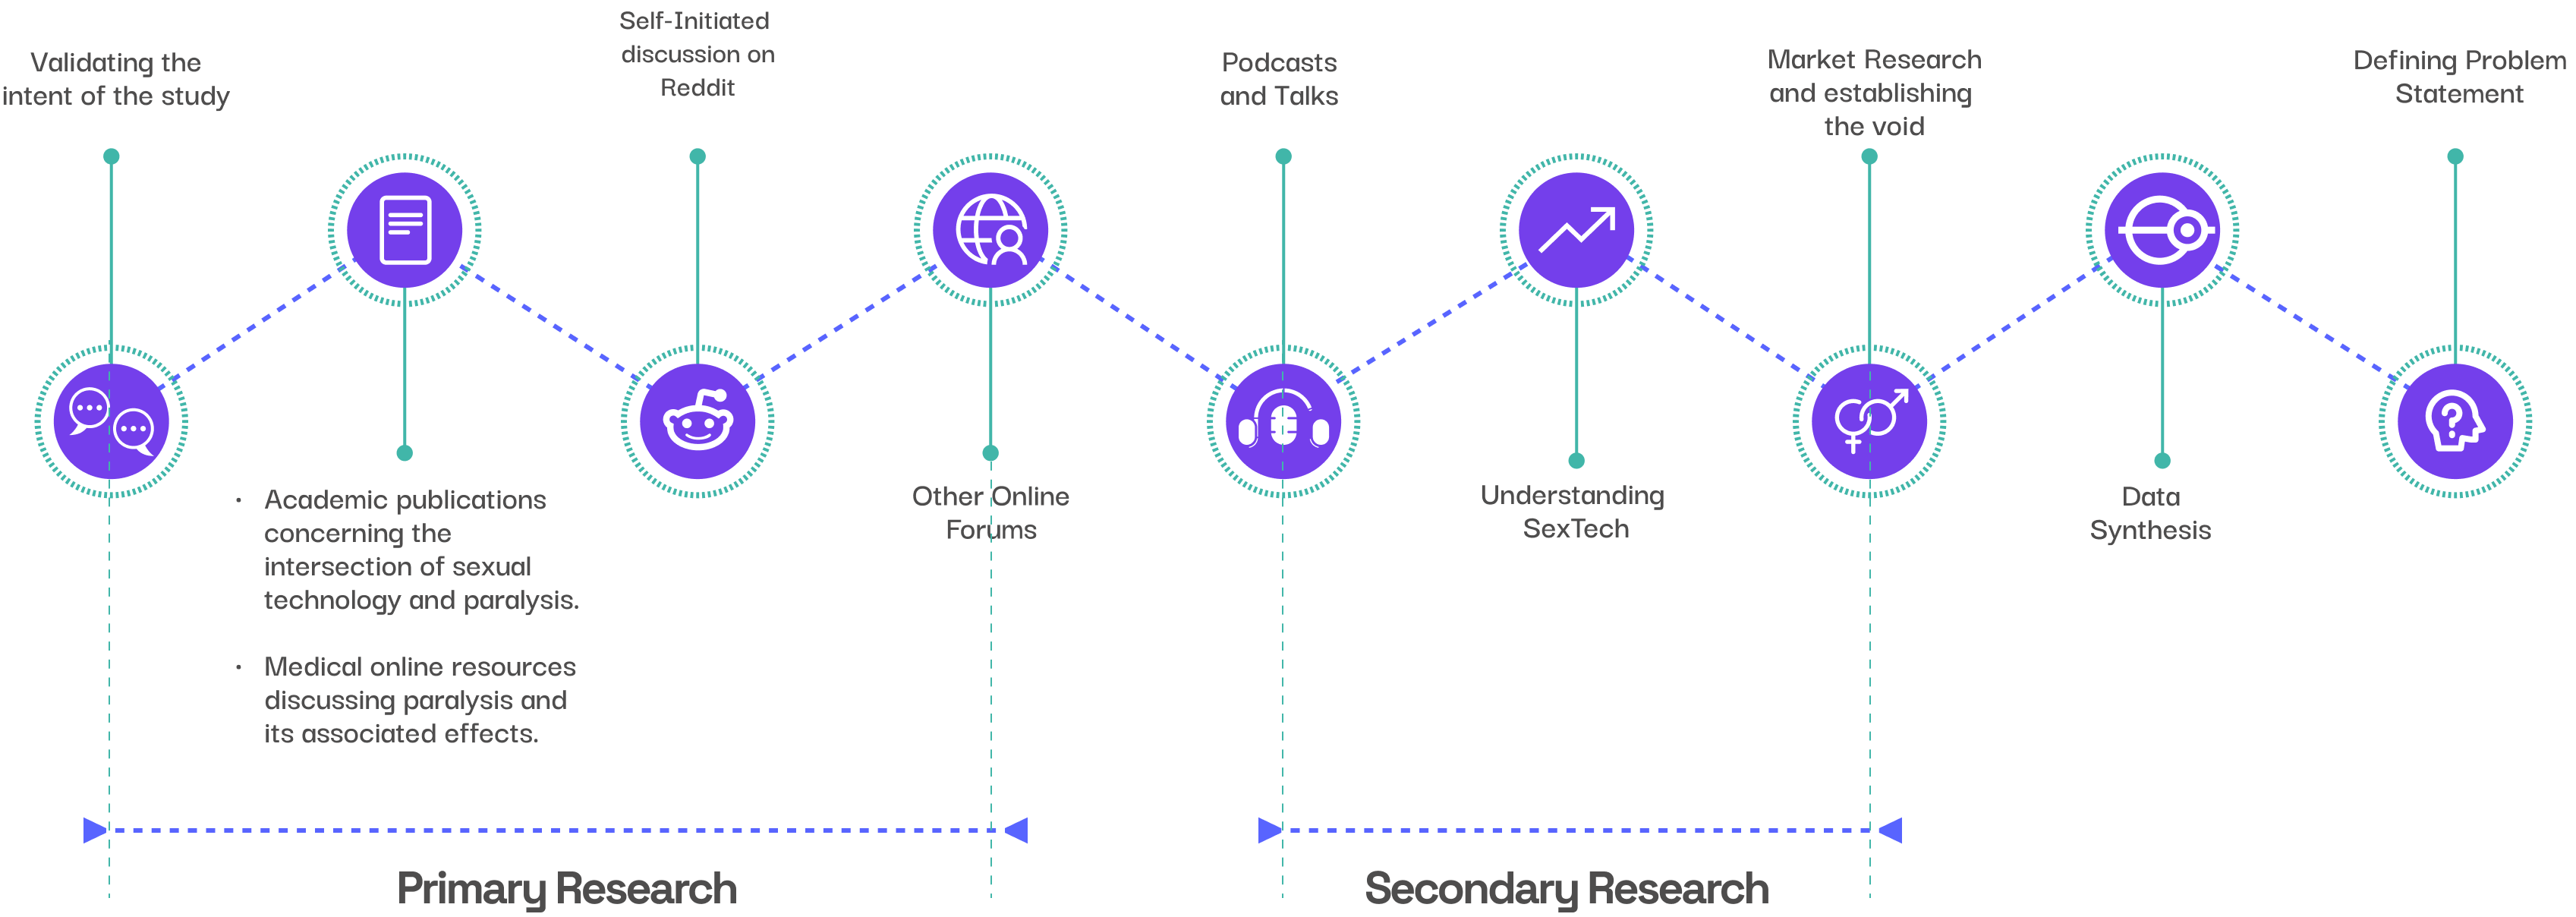 Validating the
intent of the study
• Academic publications
concerning the
intersection of sexual
technology and paralysis.
• Medical online resources
discussing paralysis and
its associated effects.
Self-Initiated
discussion on
Reddit
Other Online
Forums
Podcasts
and Talks
Understanding
SexTech
Market Research
and establishing
the void
Data
Synthesis
Defining Problem
Statement
Primary Research
Secondary Research